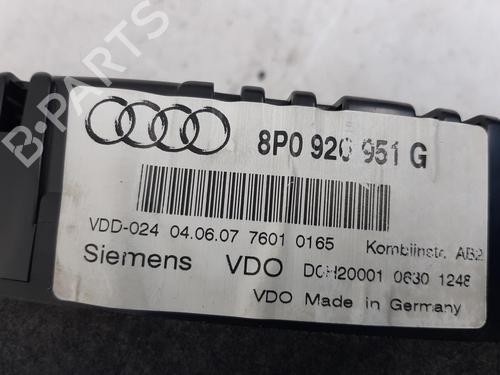 B-PARTS
8P0 920 951 G
VDD-024 04.06.07 7601 0165 Kombiinstr. AB2
Siemens VDO DCH20001 0630 1248
VDO Made in Germany